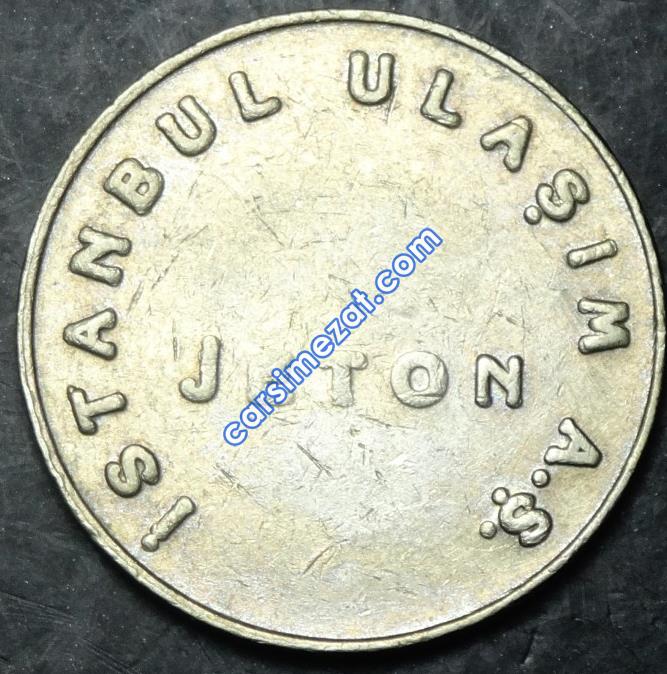 İSTANBUL ULAŞIM A.Ş.
JETON
carsimezat.com